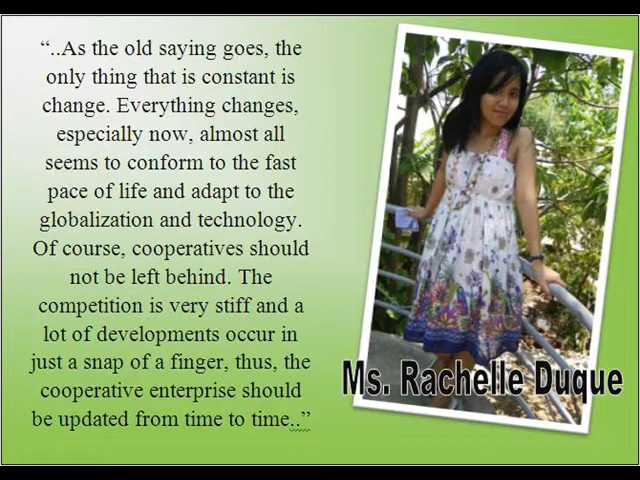 “..As the old saying goes, the
only thing that is constant is
change. Everything changes,
especially now, almost all
seems to conform to the fast
pace of life and adapt to the
globalization and technology.
Of course, cooperatives should
not be left behind. The
competition is very stiff and a
lot of developments occur in
just a snap of a finger, thus, the
cooperative enterprise should
be updated from time to time..”
Ms. Rachelle Duque